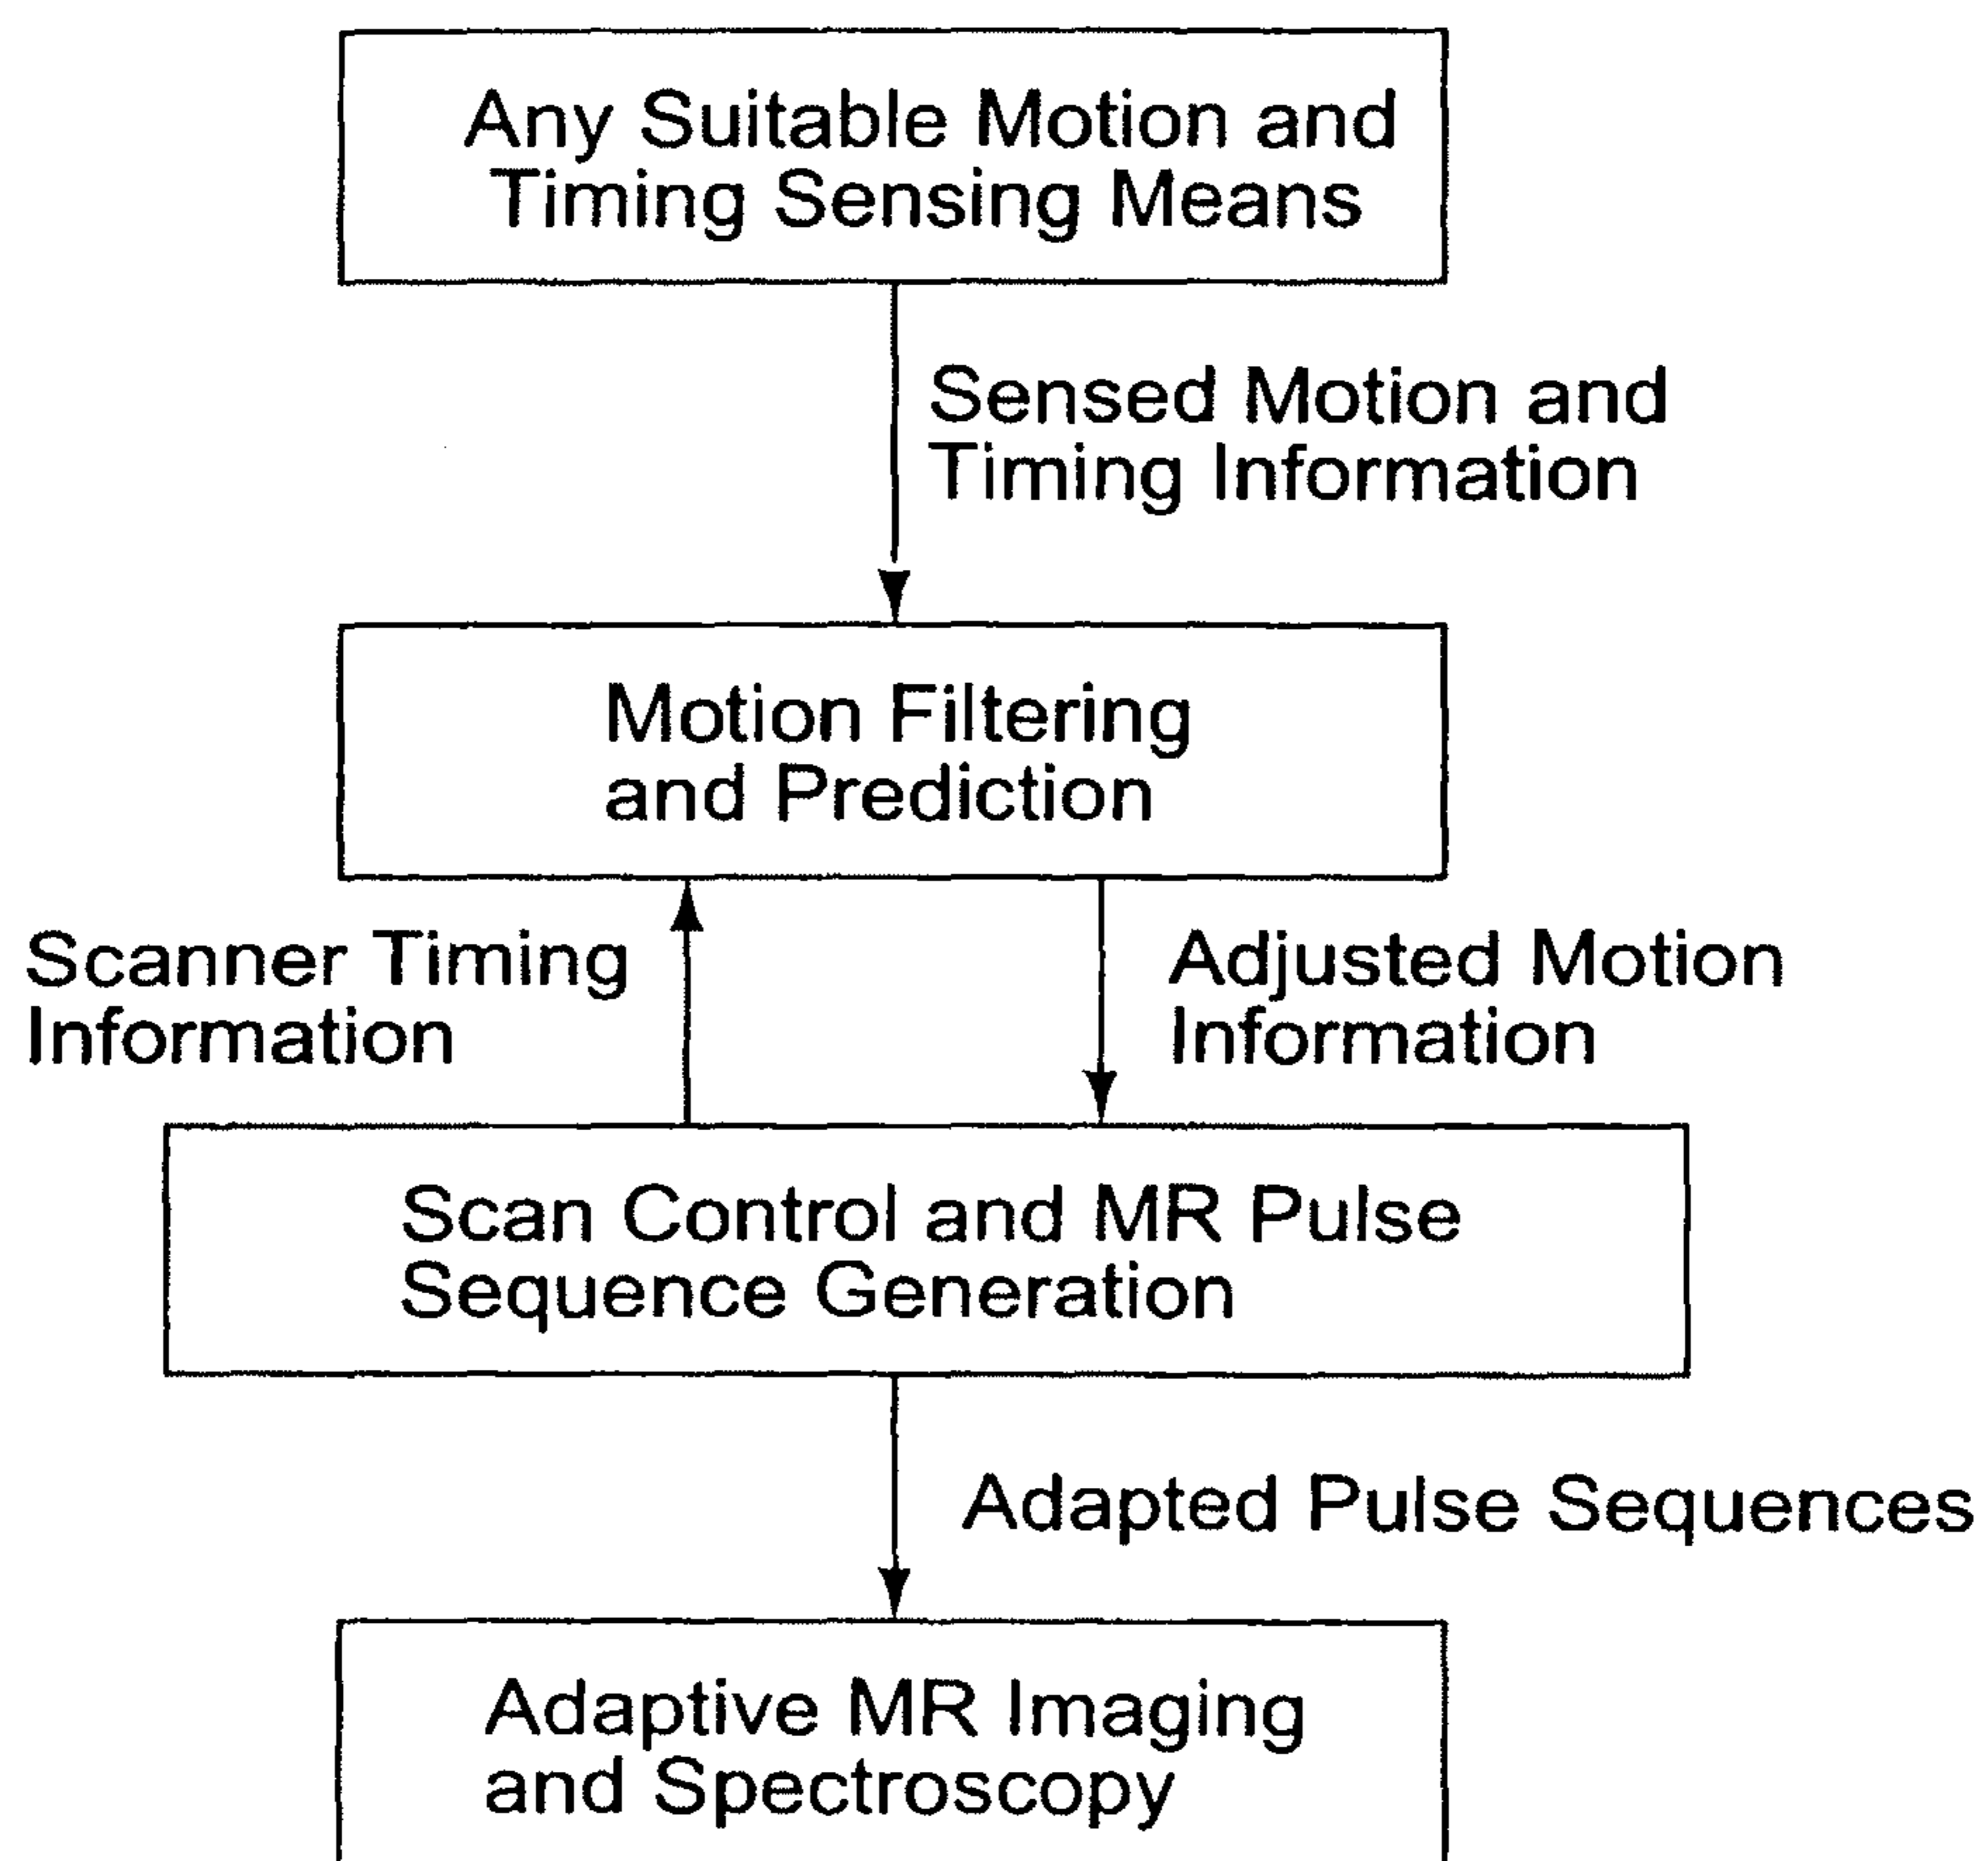 Any Suitable Motion and
Timing Sensing Means
Sensed Motion and
Timing Information
Motion Filtering
and Prediction
Scanner Timing
Information
Adjusted Motion
Information
Scan Control and MR Pulse
Sequence Generation
Adapted Pulse Sequences
Adaptive MR Imaging
and Spectroscopy